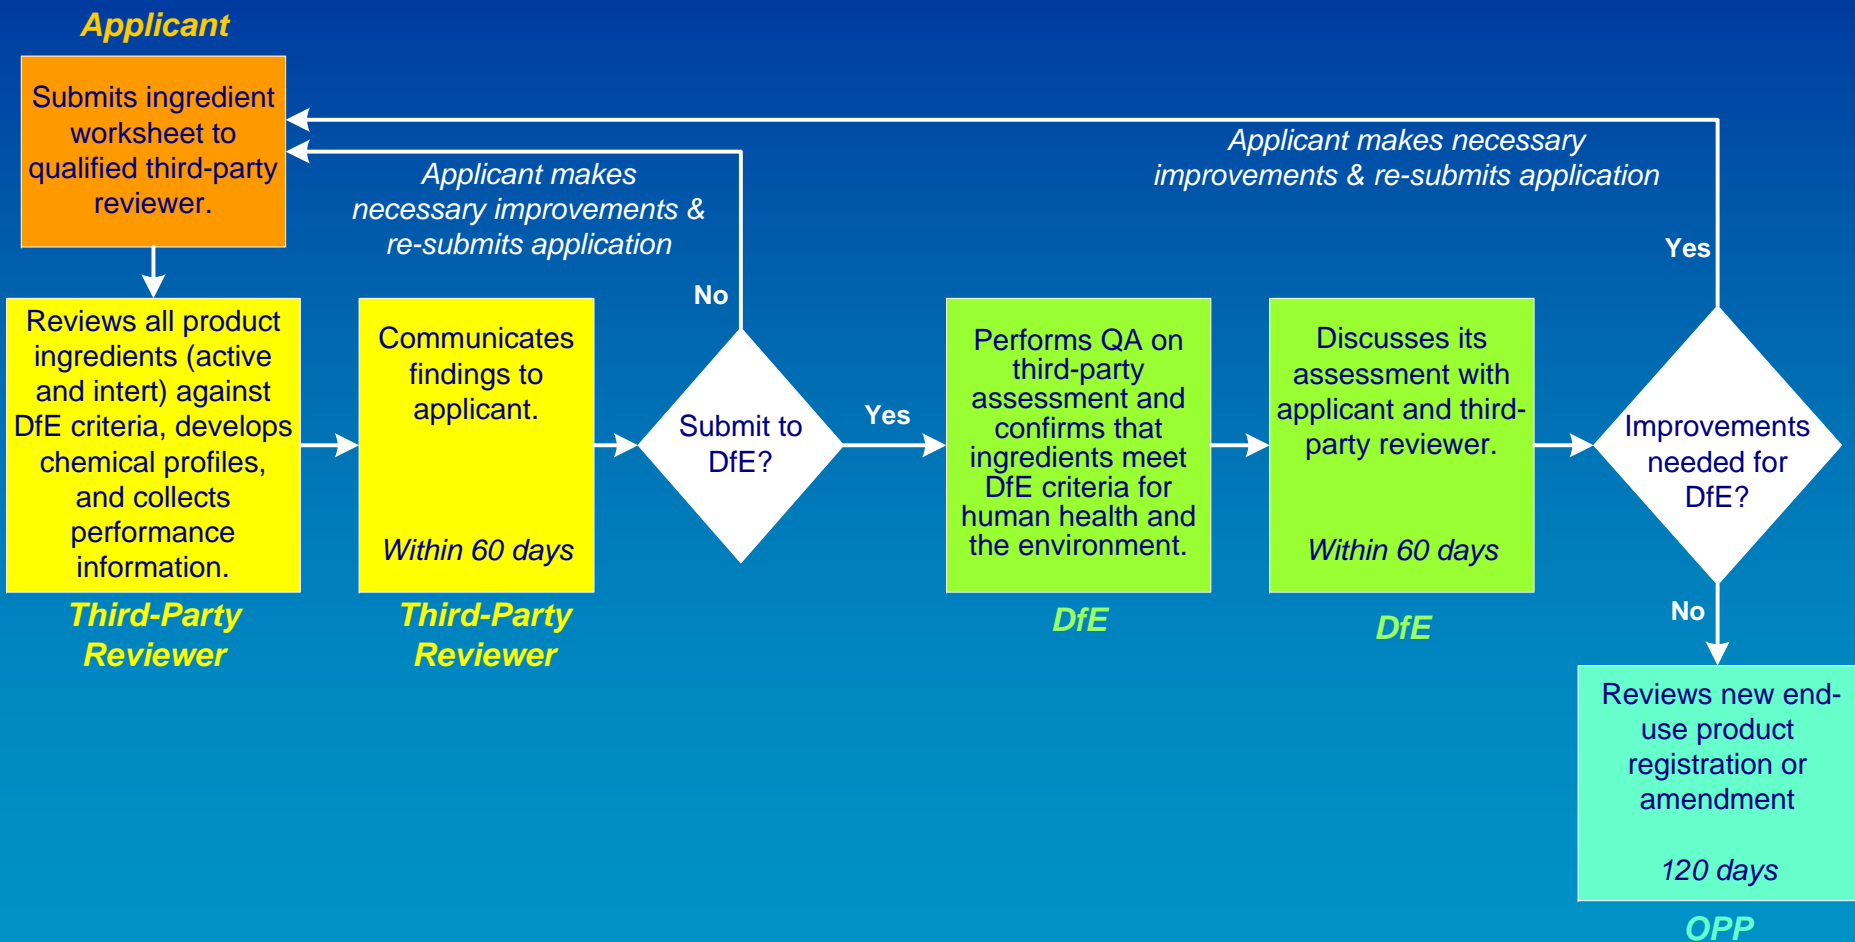 Applicant
Submits ingredient
worksheet to
qualified third-party
reviewer.
Applicant makes
necessary improvements &
re-submits application
Applicant makes necessary
improvements & re-submits application
Yes
No
Reviews all product
ingredients (active
and intert) against
DfE criteria, develops
chemical profiles,
and collects
performance
information.
Third-Party
Reviewer
Communicates
findings to
applicant.
Within 60 days
Third-Party
Reviewer
Submit to
DfE?
Yes
Performs QA on
third-party
assessment and
confirms that
ingredients meet
DfE criteria for
human health and
the environment.
DfE
Discusses its
assessment with
applicant and third-
party reviewer.
Within 60 days
DfE
Improvements
needed for
DfE?
No
Reviews new end-
use product
registration or
amendment
120 days
OPP